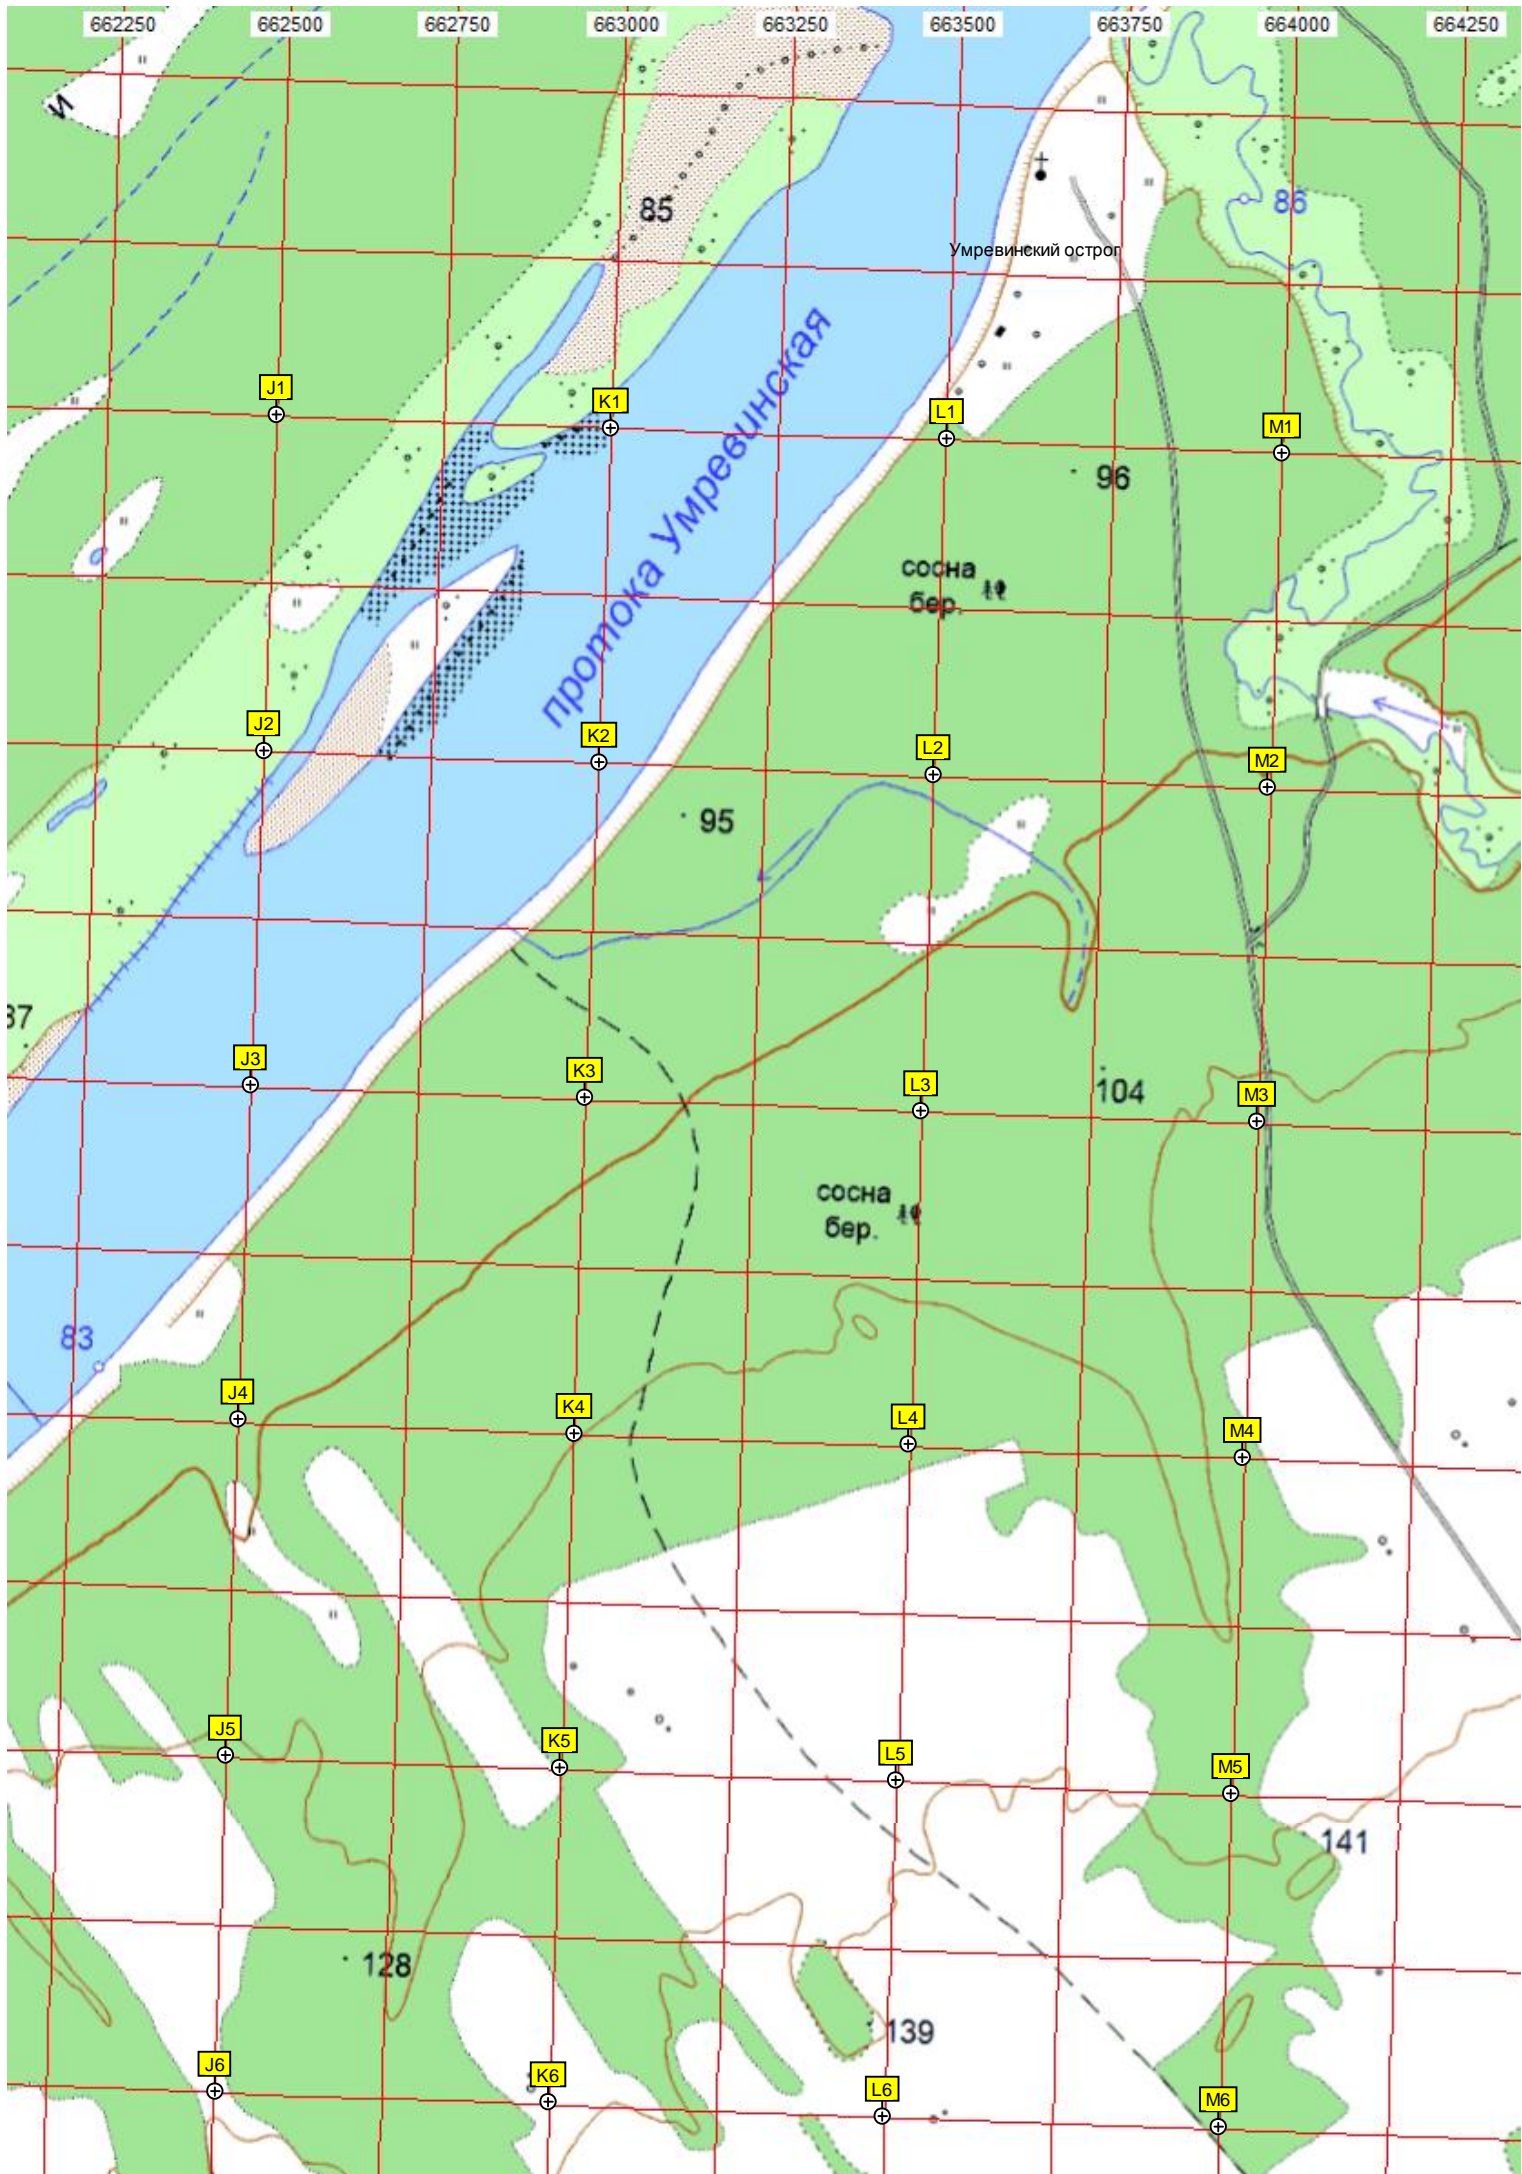 662250 662500 662750 663000 663250 663500 663750 664000 664250
И
85
86
Умревинский острог
протока Умревинская
J1
K1
L1
M1
96
сосна
бер.
J2
K2
L2
M2
95
87
J3
K3
L3
M3
104
сосна
бер.
83
J4
K4
L4
M4
J5
K5
L5
M5
141
128
139
J6
K6
L6
M6